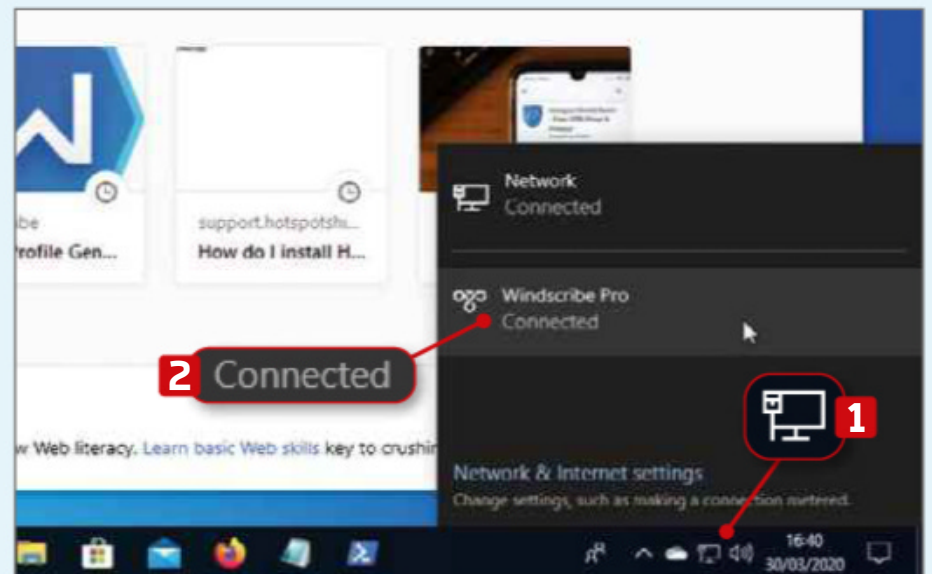 be
Profile Gen...
support.hotspotshi...
How do I install H...
Network
Connected
Windscribe Pro
Connected
2 Connected
1
w Web literacy. Learn basic Web skills key to crushin
Network & Internet settings
Change settings, such as making a connection metered.
16:40
30/03/2020